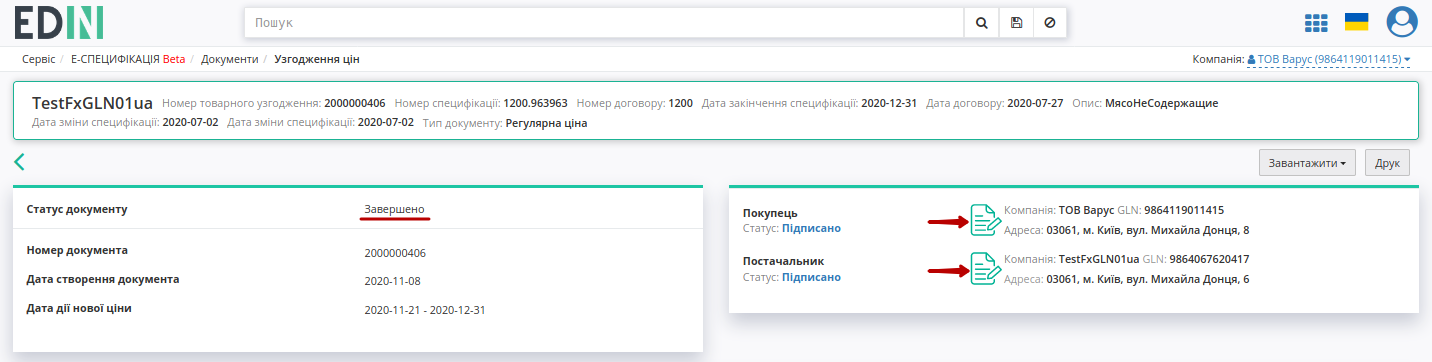 EDIN
Пошук
Сервіс / Е-СПЕЦИФІКАЦІЯ Beta / Документи / Узгодження цін
Компанія: ТОВ Варус (9864119011415)
TestFxGLN01ua Номер товарного узгодження: 2000000406 Номер специфікації: 1200.963963 Номер договору: 1200 Дата закінчення специфікації: 2020-12-31 Дата договору: 2020-07-27 Опис: МясоНеСодержащие
Дата зміни специфікації: 2020-07-02 Дата зміни специфікації: 2020-07-02 Тип документу: Регулярна ціна
Завантажити Друк
Статус документу Завершено
Номер документа 2000000406
Дата створення документа 2020-11-08
Дата дії нової ціни 2020-11-21 - 2020-12-31
Покупець
Статус: Підписано
Компанія: ТОВ Варус GLN: 9864119011415
Адреса: 03061, м. Київ, вул. Михайла Донця, 8
Постачальник
Статус: Підписано
Компанія: TestFxGLN01ua GLN: 9864067620417
Адреса: 03061, м. Київ, вул. Михайла Донця, 6